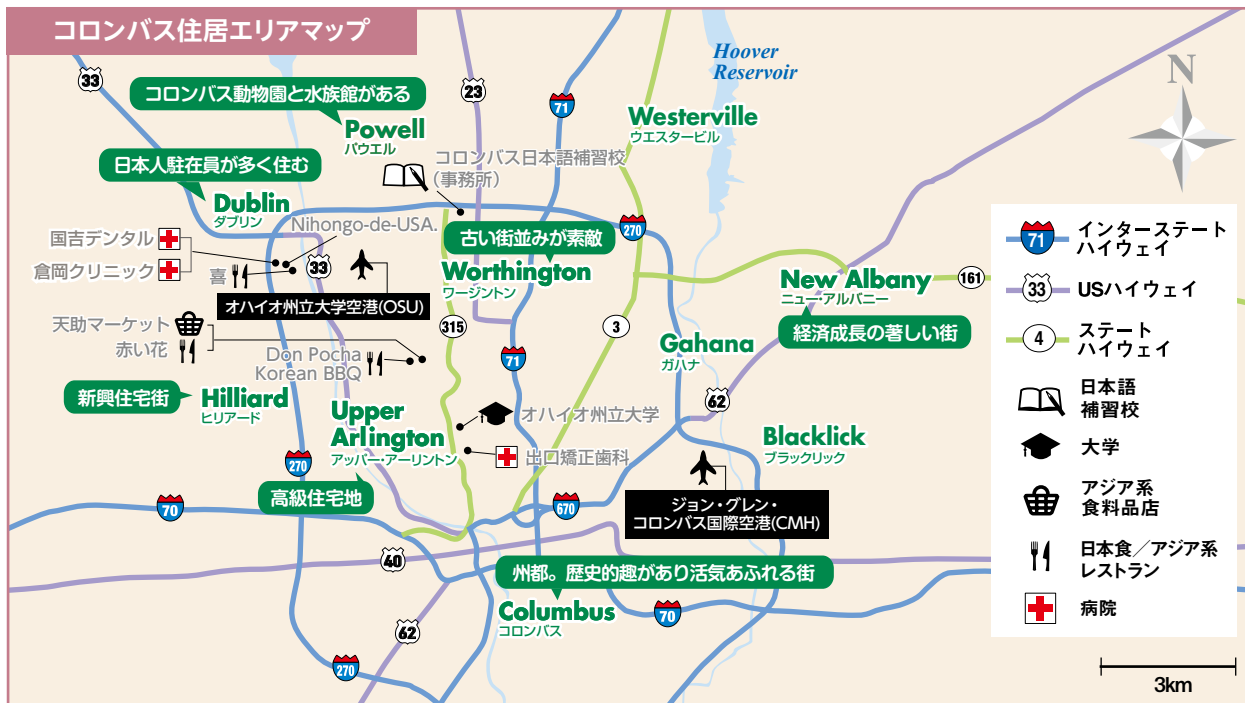 コロンバス住居エリアマップ
Hoover
Reservoir
N
33
23
71
コロンバス動物園と水族館がある
Powell
パウエル
Westerville
ウエスタービル
日本人駐在員が多く住む
コロンバス日本語補習校
(事務所)
Dublin
ダブリン
Nihongo-de-USA.
国吉デンタル
倉岡クリニック
喜
33
オハイオ州立大学空港(OSU)
古い街並みが素敵
Worthington
ワージントン
270
New Albany
ニュー・アルバニー
161
経済成長の著しい街
天助マーケット
赤い花
Don Pocha
Korean BBQ
315
71
3
Gahana
ガハナ
62
新興住宅街
Hilliard
ヒリアード
Upper
Arlington
アッパー・アーリントン
オハイオ州立大学
出口矯正歯科
Blacklick
ブラックリック
270
高級住宅地
70
670
ジョン・グレン・
コロンバス国際空港(CMH)
40
州都。歴史的趣があり活気あふれる街
Columbus
コロンバス
70
62
270
71
インターステート
ハイウェイ
33
USハイウェイ
4
ステート
ハイウェイ
日本語
補習校
大学
アジア系
食料品店
日本食／アジア系
レストラン
病院
3km